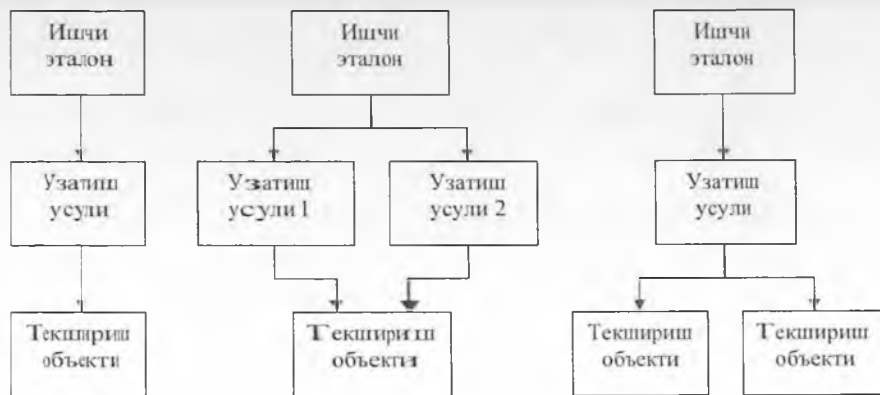 Ишчи
эталон
Ишчи
эталон
Ишчи
эталон
Узатиш
усули
Узатиш
усули 1
Узатиш
усули 2
Узатиш
усули
Текшириш
объекти
Текшириш
объекти
Текшириш
объекти
Текшириш
объекти